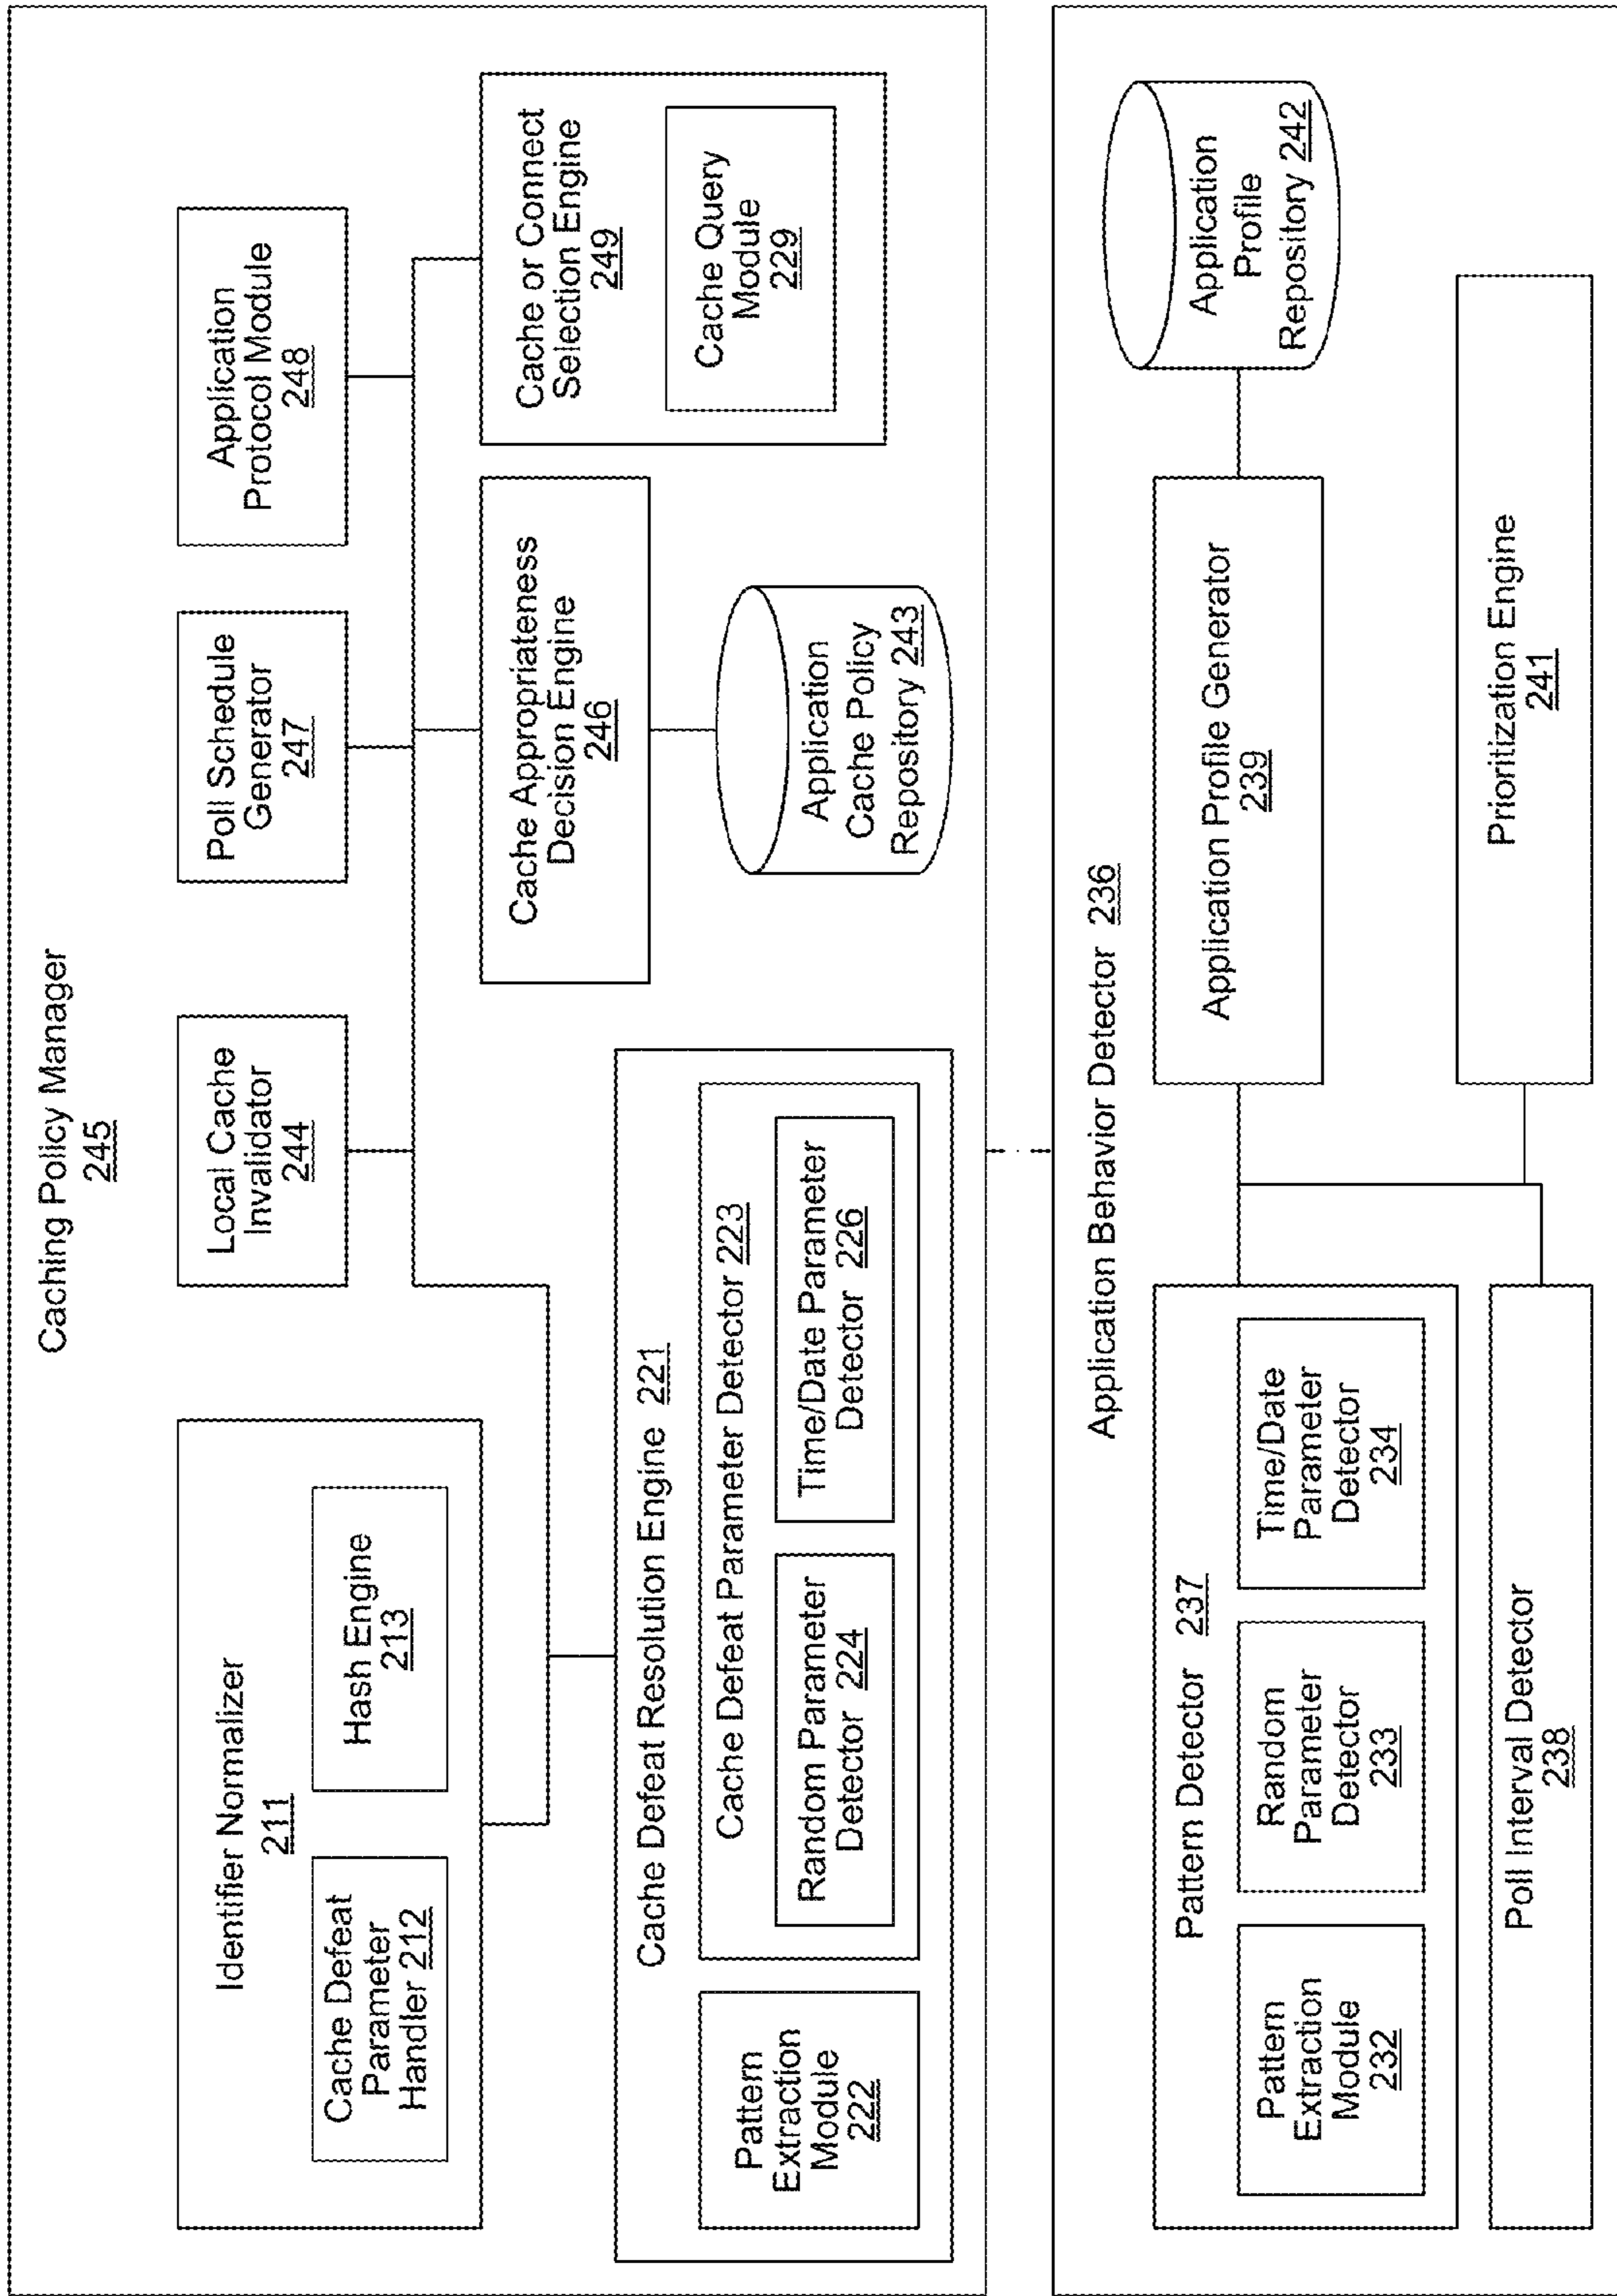 Caching Policy Manager
245
Identifier Normalizer
211
Cache Defeat
Parameter
Handler 212
Hash Engine
213
Local Cache
Invalidator
244
Poll Schedule
Generator
247
Application
Protocol Module
248
Cache Defeat Resolution Engine 221
Pattern
Extraction
Module
222
Cache Defeat Parameter Detector 223
Random Parameter
Detector 224
Time/Date Parameter
Detector 226
Cache Appropriateness
Decision Engine
246
Application
Cache Policy
Repository 243
Cache or Connect
Selection Engine
249
Cache Query
Module
229
Application Behavior Detector 236
Pattern Detector 237
Pattern
Extraction
Module
232
Random
Parameter
Detector
233
Time/Date
Parameter
Detector
234
Poll Interval Detector
238
Application Profile Generator
239
Application
Profile
Repository 242
Prioritization Engine
241